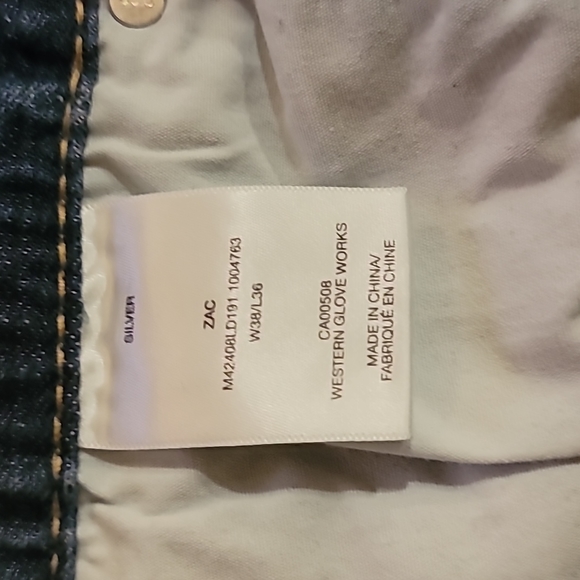 SILVER
ZAC
M42408LD191 1004763
W38/L36
CA00508
WESTERN GLOVE WORKS
MADE IN CHINA/
FABRIQUÉ EN CHINE